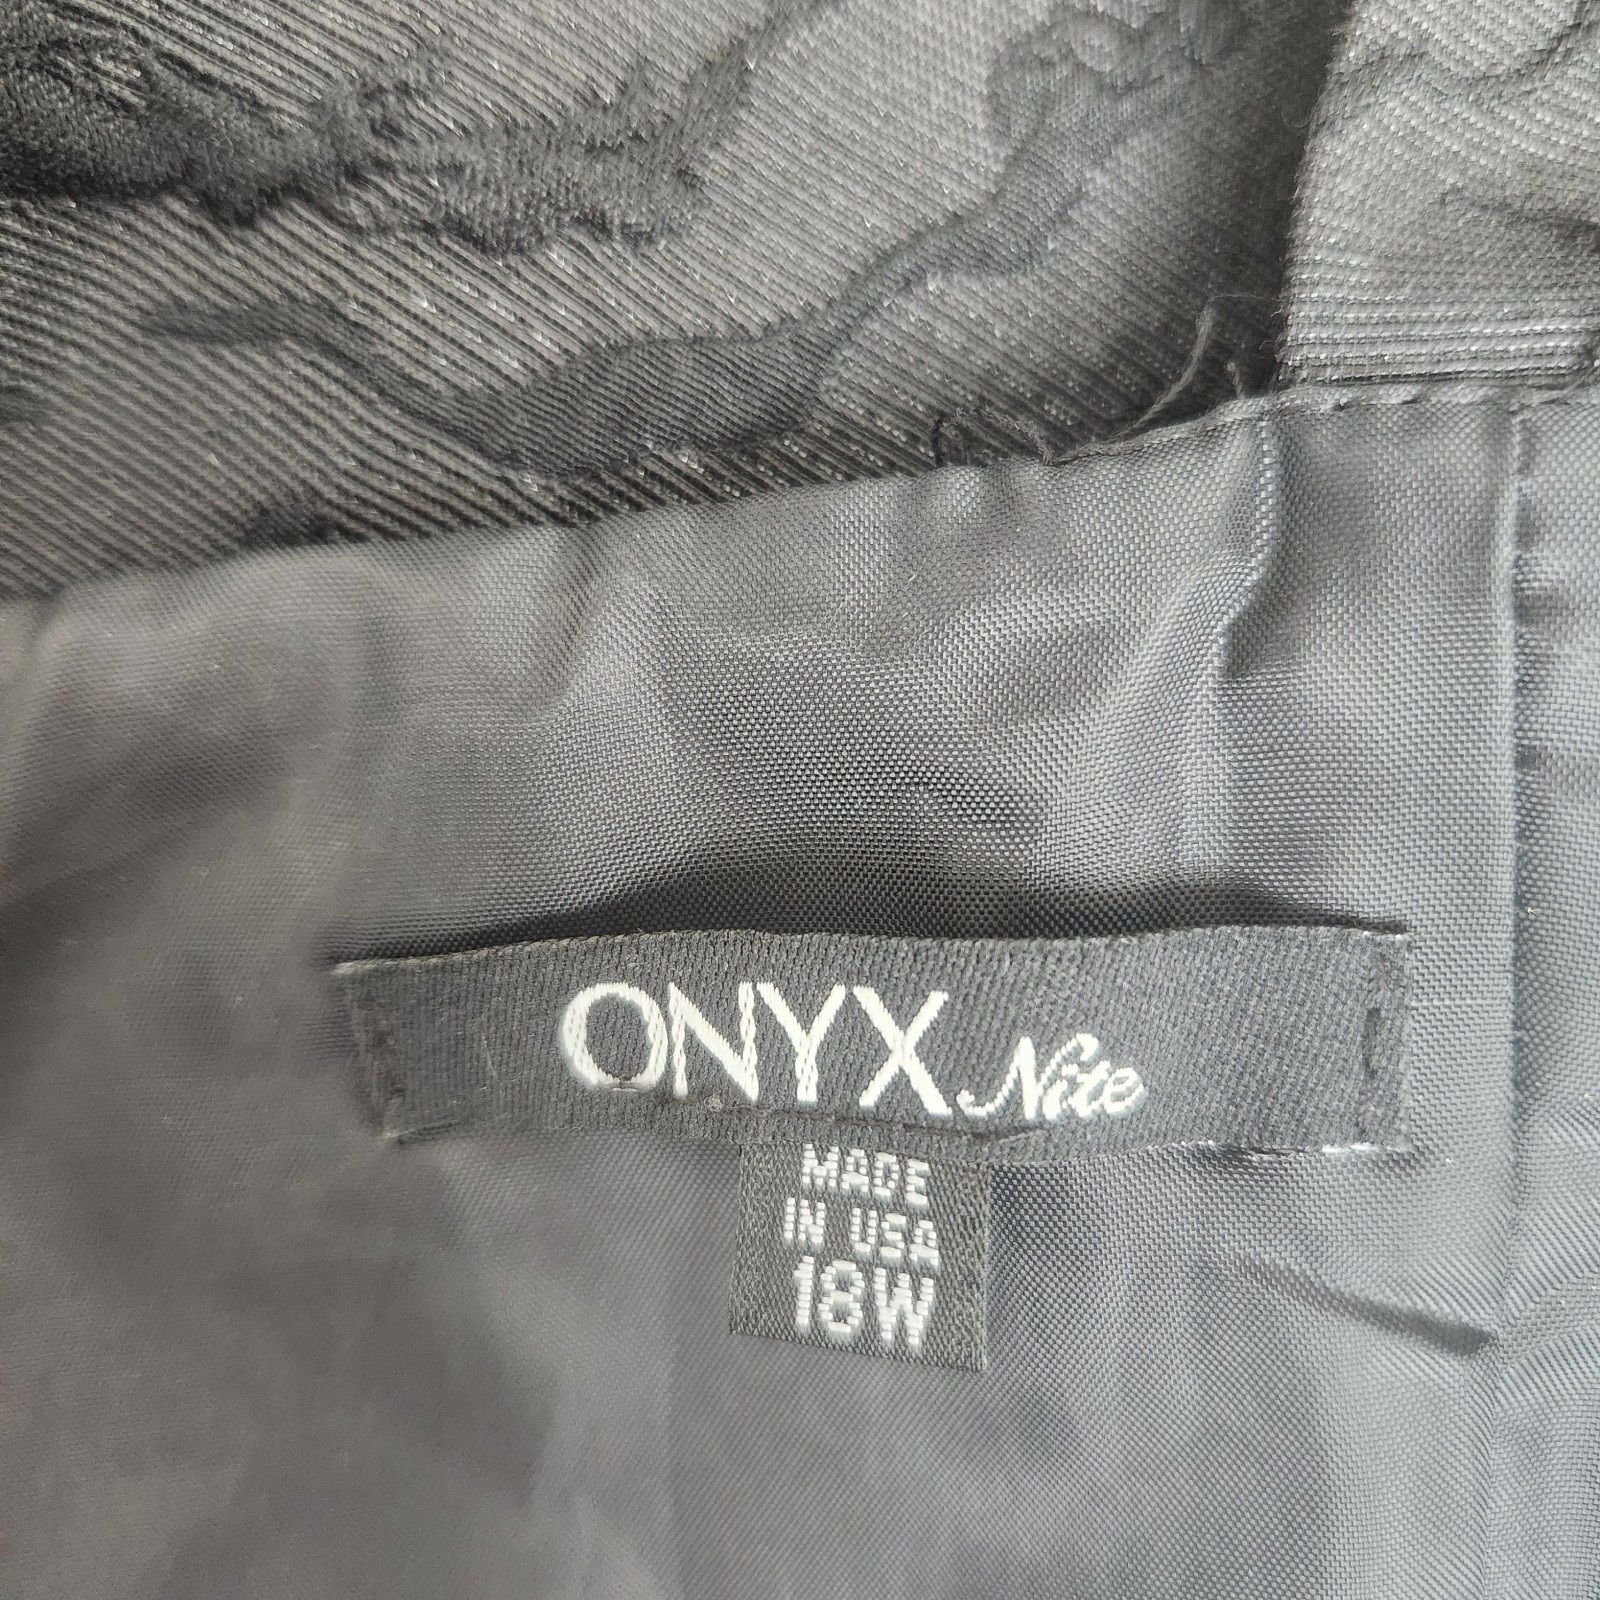 ONYX Nite
MADE
IN USA
18W